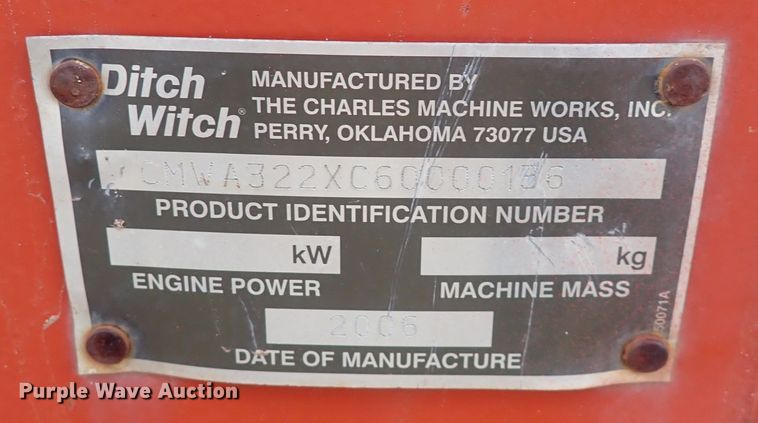 Ditch
Witch®
MANUFACTURED BY
THE CHARLES MACHINE WORKS, INC.
PERRY, OKLAHOMA 73077 USA
CMWA322XC60000136
PRODUCT IDENTIFICATION NUMBER
kW
ENGINE POWER
kg
MACHINE MASS
2006
DATE OF MANUFACTURE
Purple Wave Auction